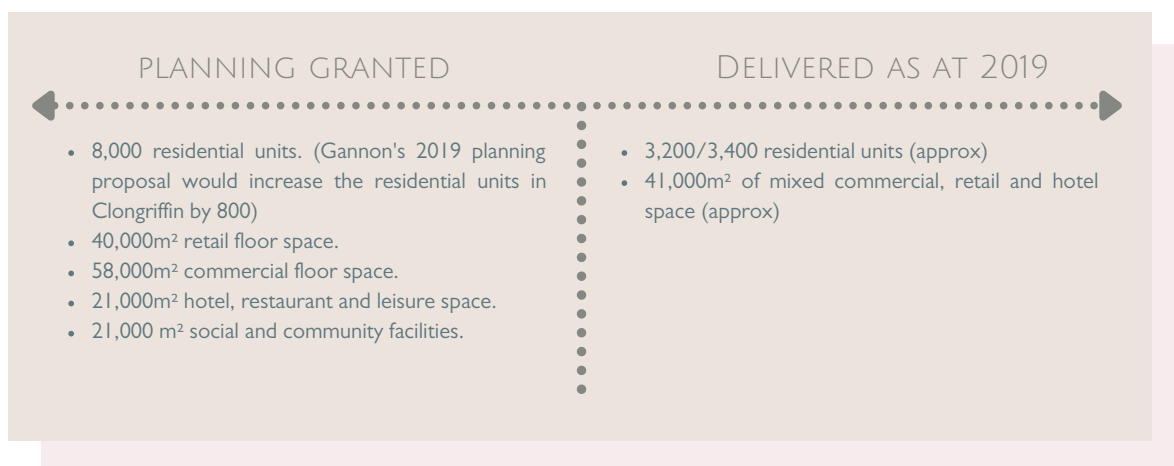 PLANNING GRANTED
8,000 residential units. (Gannon's 2019 planning
proposal would increase the residential units in
Clongriffin by 800)
40,000m² retail floor space.
58,000m² commercial floor space.
21,000m² hotel, restaurant and leisure space.
21,000 m² social and community facilities.
DELIVERED AS AT 2019
3,200/3,400 residential units (approx)
41,000m² of mixed commercial, retail and hotel
space (approx)